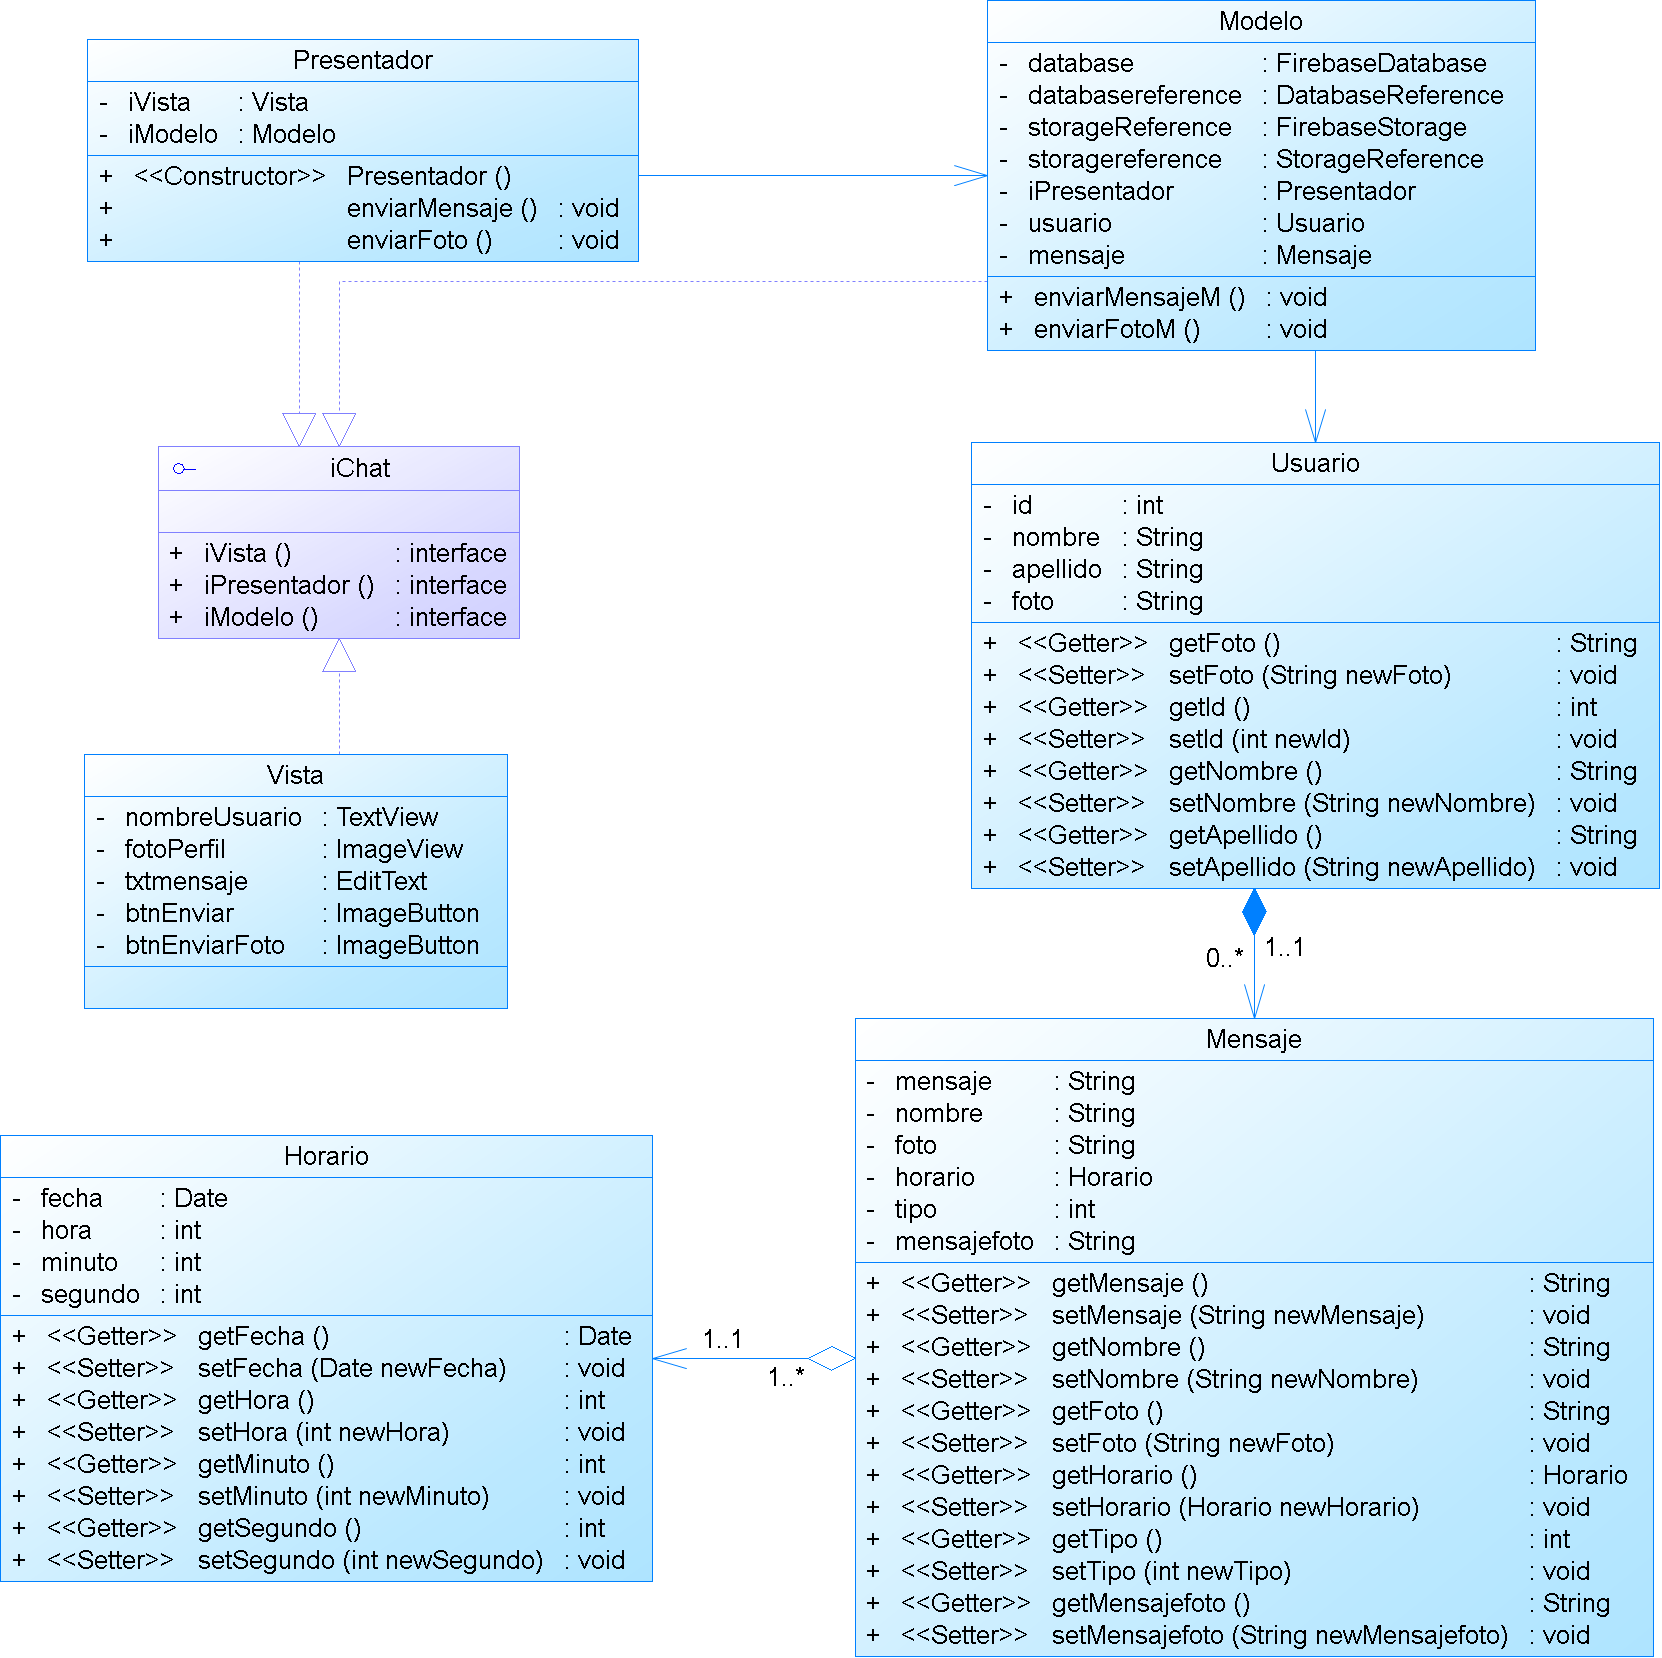 Presentador
- iVista : Vista
- iModelo : Modelo
+ <<Constructor>> Presentador ()
+ enviarMensaje () : void
+ enviarFoto () : void
Modelo
- database : FirebaseDatabase
- databasereference : DatabaseReference
- storageReference : FirebaseStorage
- storagereference : StorageReference
- iPresentador : Presentador
- usuario : Usuario
- mensaje : Mensaje
+ enviarMensajeM () : void
+ enviarFotoM () : void
iChat
+ iVista () : interface
+ iPresentador () : interface
+ iModelo () : interface
Usuario
- id : int
- nombre : String
- apellido : String
- foto : String
+ <<Getter>> getFoto () : String
+ <<Setter>> setFoto (String newFoto) : void
+ <<Getter>> getId () : int
+ <<Setter>> setId (int newId) : void
+ <<Getter>> getNombre () : String
+ <<Setter>> setNombre (String newNombre) : void
+ <<Getter>> getApellido () : String
+ <<Setter>> setApellido (String newApellido) : void
Vista
- nombreUsuario : TextView
- fotoPerfil : ImageView
- txtmensaje : EditText
- btnEnviar : ImageButton
- btnEnviarFoto : ImageButton
0..*
1..1
Mensaje
- mensaje : String
- nombre : String
- foto : String
- horario : Horario
- tipo : int
- mensajefoto : String
+ <<Getter>> getMensaje () : String
+ <<Setter>> setMensaje (String newMensaje) : void
+ <<Getter>> getNombre () : String
+ <<Setter>> setNombre (String newNombre) : void
+ <<Getter>> getFoto () : String
+ <<Setter>> setFoto (String newFoto) : void
+ <<Getter>> getHorario () : Horario
+ <<Setter>> setHorario (Horario newHorario) : void
+ <<Getter>> getTipo () : int
+ <<Setter>> setTipo (int newTipo) : void
+ <<Getter>> getMensajefoto () : String
+ <<Setter>> setMensajefoto (String newMensajefoto) : void
Horario
- fecha : Date
- hora : int
- minuto : int
- segundo : int
+ <<Getter>> getFecha () : Date
+ <<Setter>> setFecha (Date newFecha) : void
+ <<Getter>> getHora () : int
+ <<Setter>> setHora (int newHora) : void
+ <<Getter>> getMinuto () : int
+ <<Setter>> setMinuto (int newMinuto) : void
+ <<Getter>> getSegundo () : int
+ <<Setter>> setSegundo (int newSegundo) : void
1..1
1..*